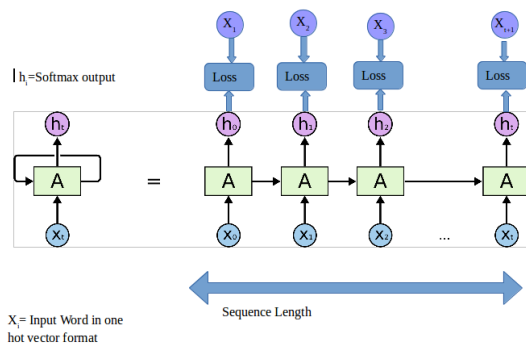 X1 X2 X3 Xt+1
Loss Loss Loss Loss
hi=Softmax output
ht h0 h1 h2 ht
A = A A A A
xt x0 x1 x2 ... xt
Sequence Length
Xi= Input Word in one
hot vector format